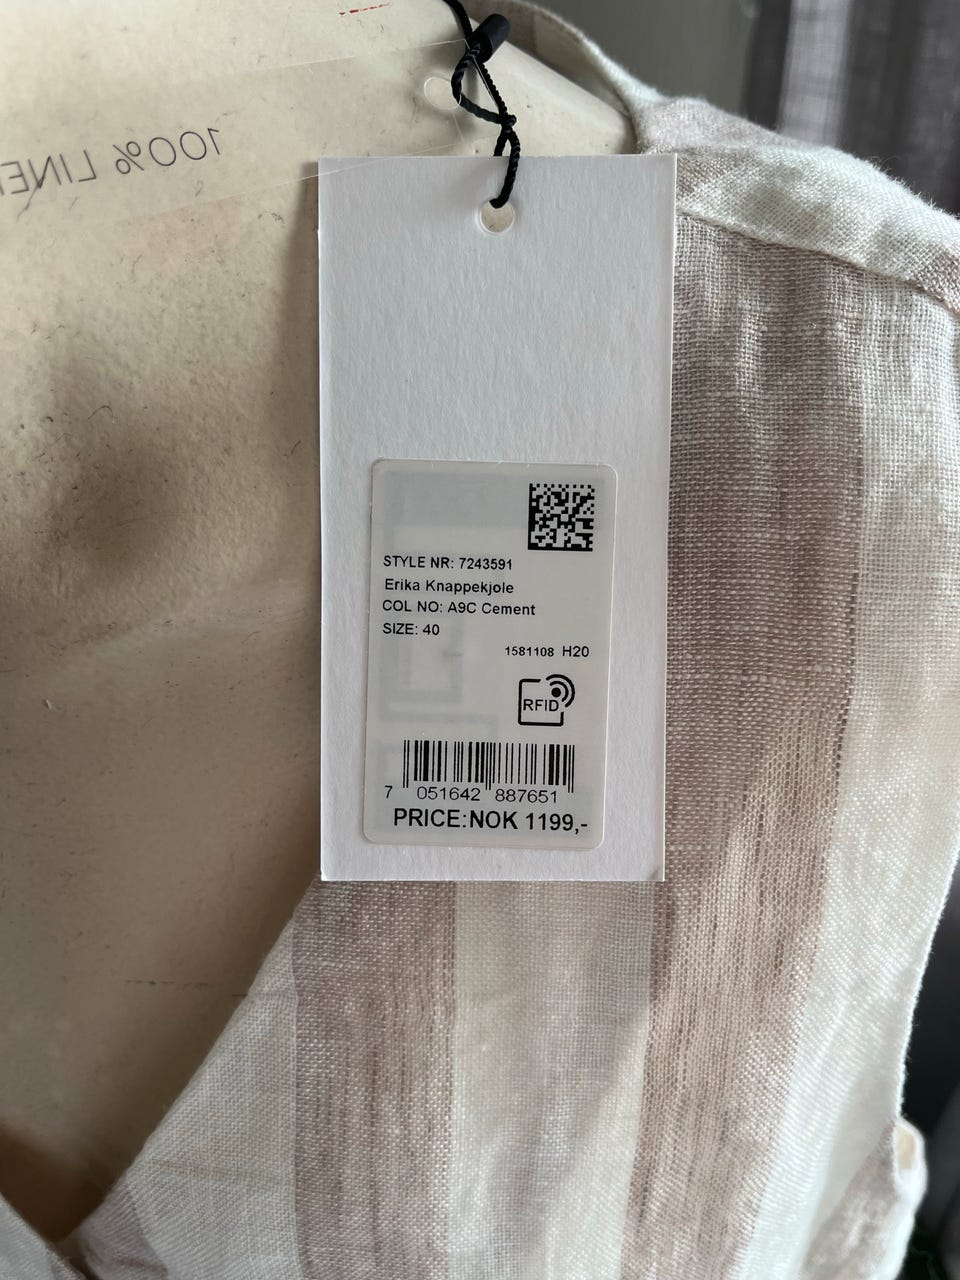 100% LINEN
STYLE NR: 7243591
Erika Knappekjole
COL NO: A9C Cement
SIZE: 40
1581108 H20
RFID
7 051642 887651
PRICE:NOK 1199,-